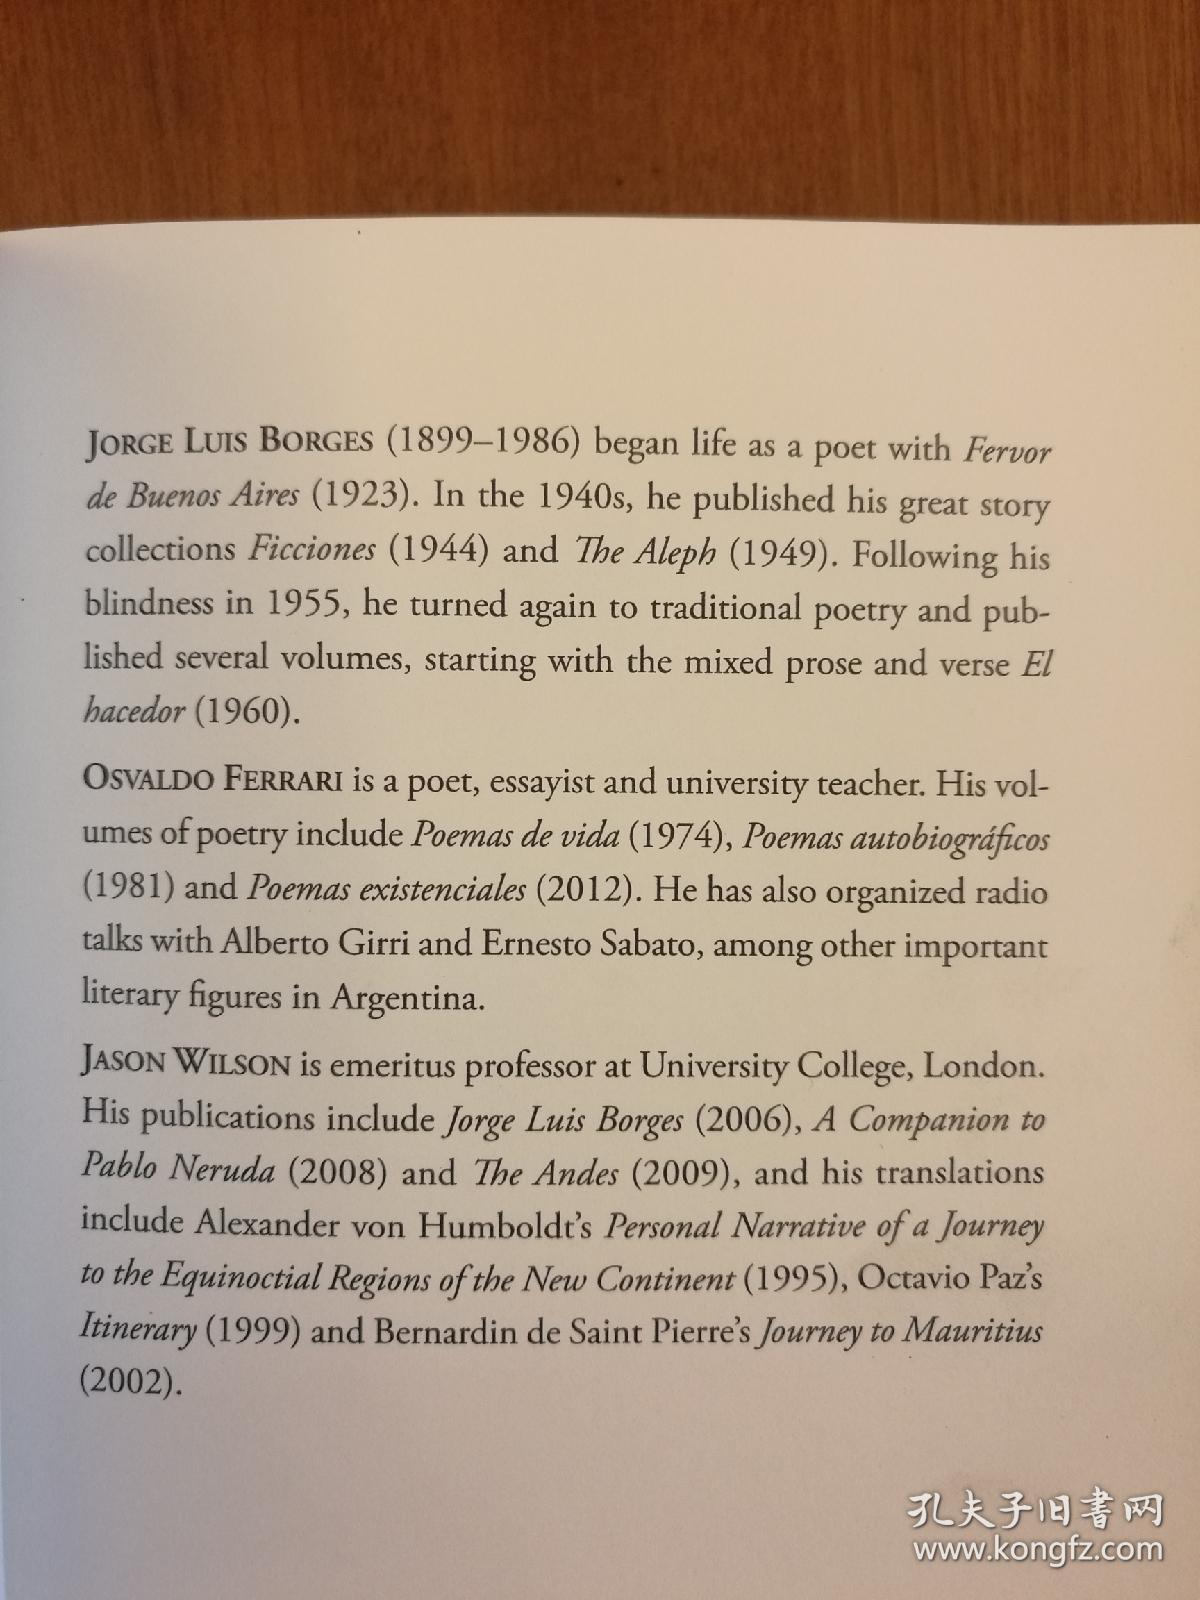 JORGE LUIS BORGES (1899–1986) began life as a poet with Fervor
de Buenos Aires (1923). In the 1940s, he published his great story
collections Ficciones (1944) and The Aleph (1949). Following his
blindness in 1955, he turned again to traditional poetry and pub-
lished several volumes, starting with the mixed prose and verse El
hacedor (1960).
OSVALDO FERRARI is a poet, essayist and university teacher. His vol-
umes of poetry include Poemas de vida (1974), Poemas autobiográficos
(1981) and Poemas existenciales (2012). He has also organized radio
talks with Alberto Girri and Ernesto Sabato, among other important
literary figures in Argentina.
JASON WILSON is emeritus professor at University College, London.
His publications include Jorge Luis Borges (2006), A Companion to
Pablo Neruda (2008) and The Andes (2009), and his translations
include Alexander von Humboldt's Personal Narrative of a Journey
to the Equinoctial Regions of the New Continent (1995), Octavio Paz's
Itinerary (1999) and Bernardin de Saint Pierre's Journey to Mauritius
(2002).
孔夫子旧书网
www.kongfz.com